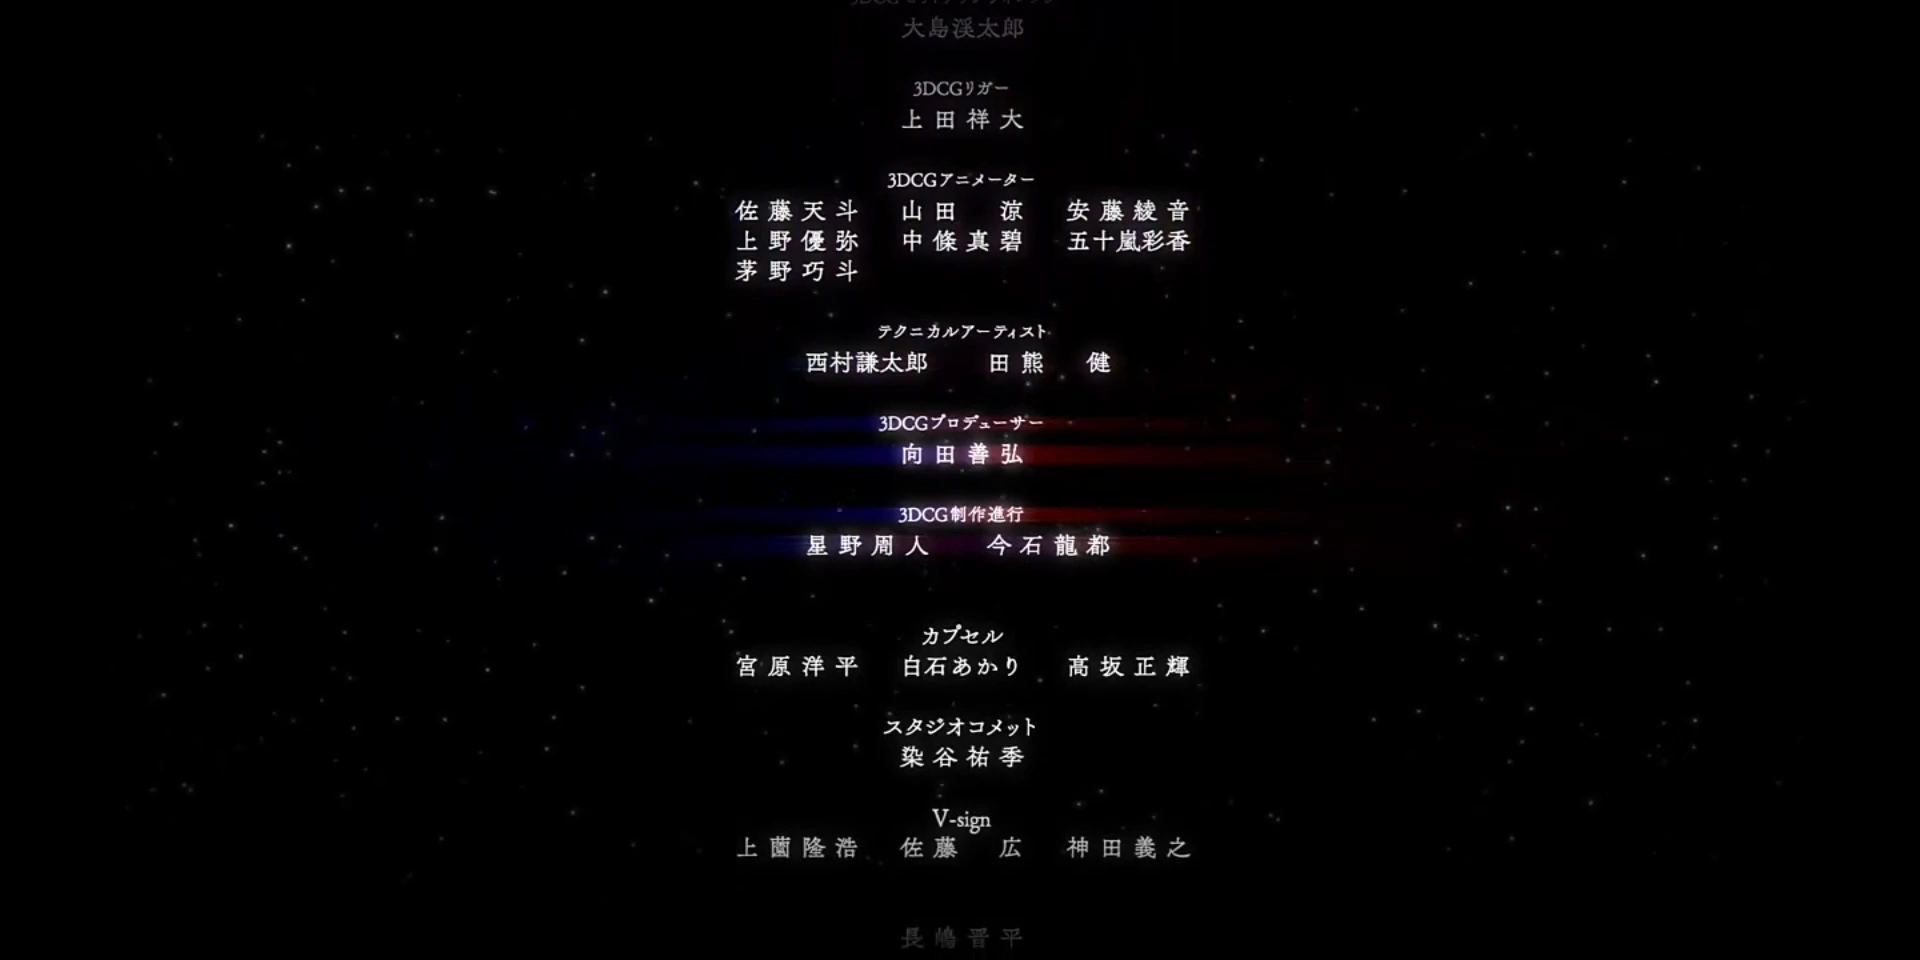 大島渓太郎
3DCGリガー
上田祥大
3DCGアニメーター
佐藤天斗 山田 涼 安藤綾音
上野優弥 中條真碧 五十嵐彩香
茅野巧斗
テクニカルアーティスト
西村謙太郎 田熊 健
3DCGプロデューサー
向田善弘
3DCG制作進行
星野周人 今石龍都
カプセル
宮原洋平 白石あかり 髙坂正輝
スタジオコメット
染谷祐季
V-sign
上薗隆浩 佐藤 広 神田義之
長嶋晋平